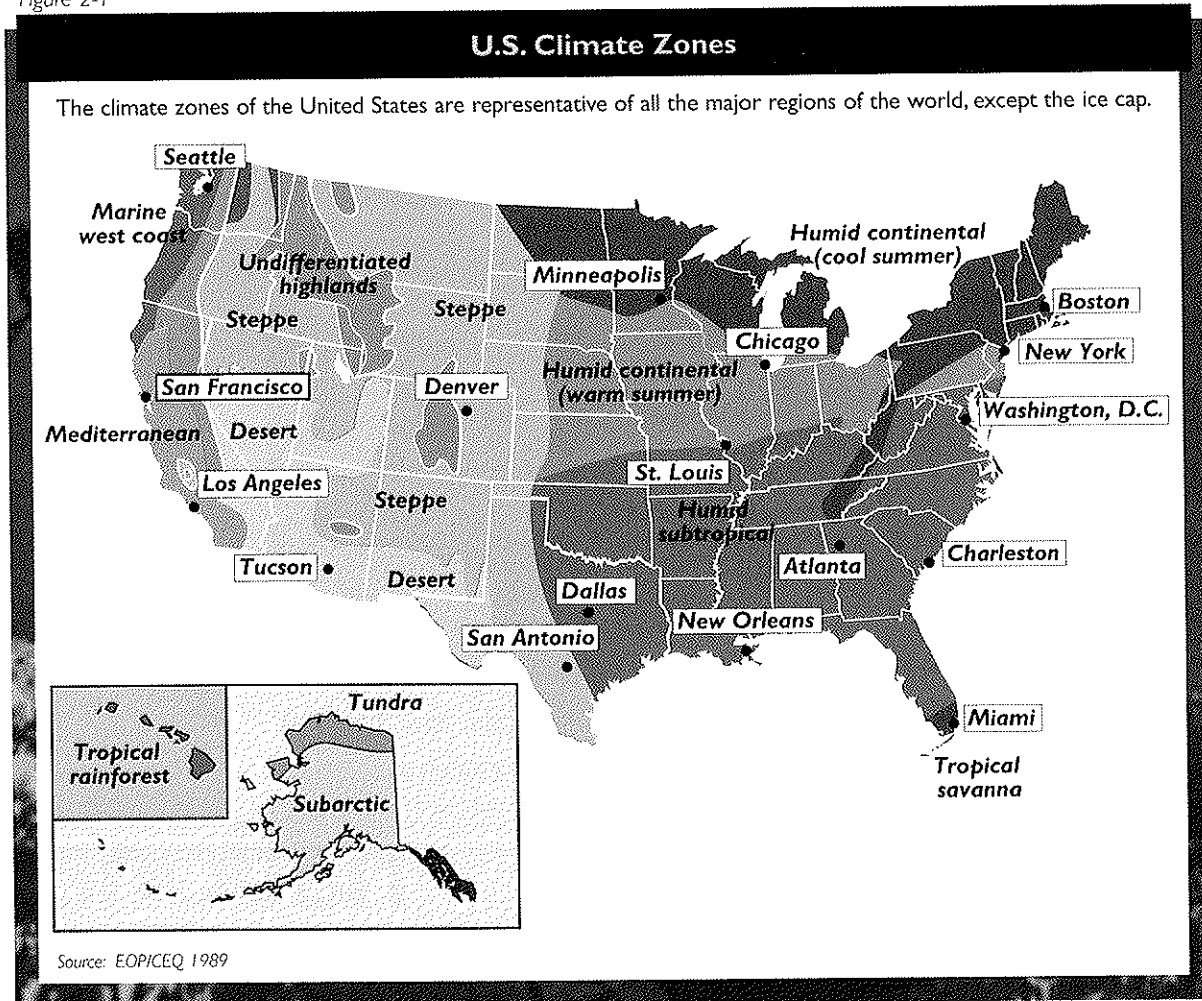 Figure 2-1
U.S. Climate Zones
The climate zones of the United States are representative of all the major regions of the world, except the ice cap.
Seattle
Marine
west coast
Undifferentiated
highlands
Steppe
Steppe
Minneapolis
Humid continental
(cool summer)
Boston
Chicago
New York
San Francisco
Denver
Humid continental
(warm summer)
Washington, D.C.
Mediterranean
Desert
Los Angeles
St. Louis
Steppe
Humid
subtropical
Tucson
Desert
Atlanta
Charleston
Dallas
New Orleans
San Antonio
Miami
Tropical
savanna
Tundra
Tropical
rainforest
Subarctic
Source: EOP/CEQ 1989